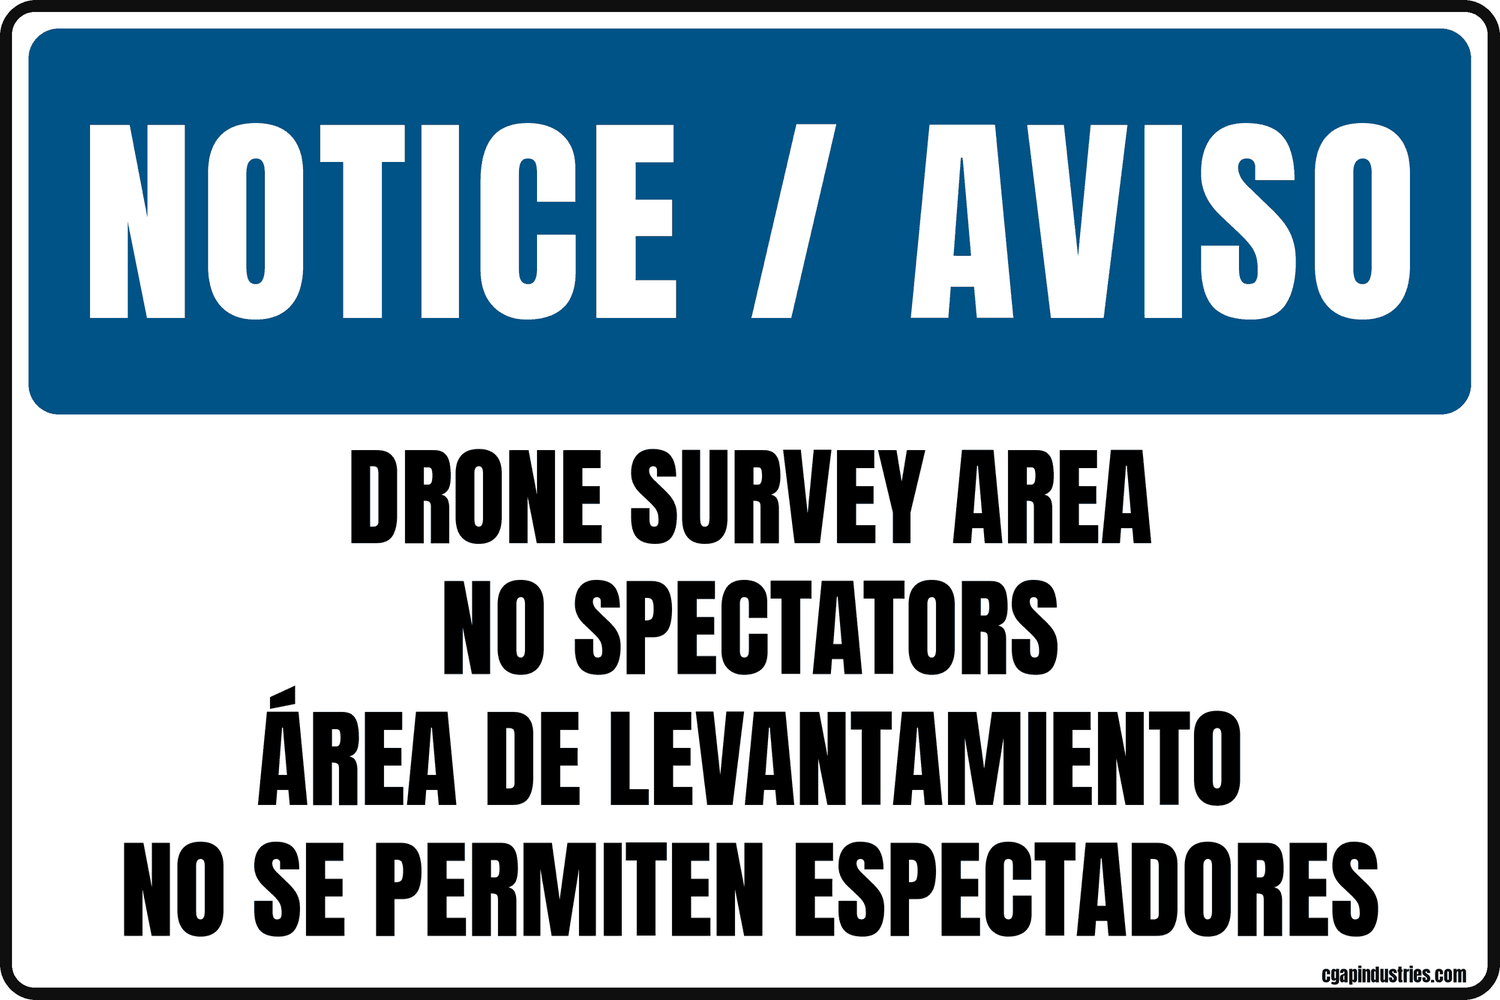 NOTICE / AVISO
DRONE SURVEY AREA
NO SPECTATORS
ÁREA DE LEVANTAMIENTO
NO SE PERMITEN ESPECTADORES
cgapindustries.com